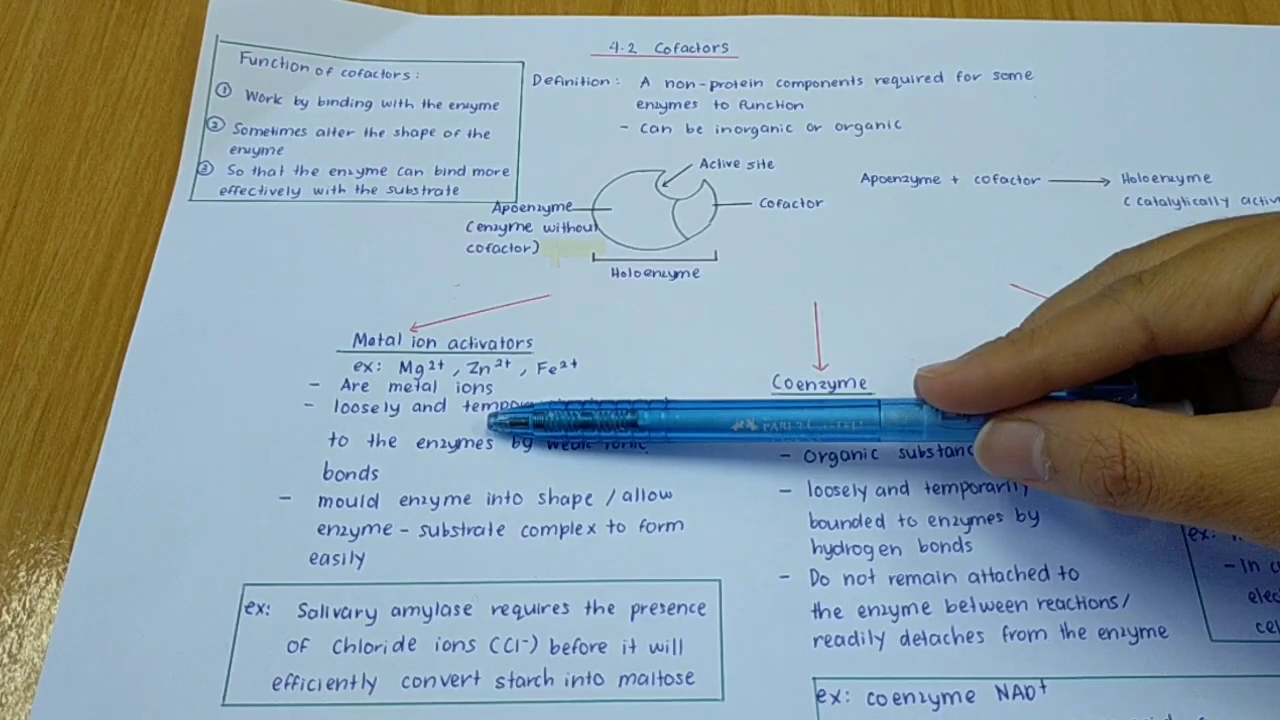 4.2 Cofactors
Function of cofactors:
① Work by binding with the enzyme
② Sometimes alter the shape of the
enzyme
③ So that the enzyme can bind more
effectively with the substrate
Definition: A non-protein components required for some
enzymes to function
- can be inorganic or organic
Active site
Apoenzyme
(enzyme without
cofactor)
Cofactor
Holoenzyme
Apoenzyme + cofactor → Holoenzyme
(catalytically
Metal ion activators
ex: Mg²⁺, Zn²⁺, Fe²⁺
- Are metal ions
- loosely and
to the enzymes by weak ionic
bonds
- mould enzyme into shape / allow
enzyme - substrate complex to form
easily
ex: Salivary amylase requires the presence
of chloride ions (Cl⁻) before it will
efficiently convert starch into maltose
Coenzyme
- Organic
- loosely and temporarily
bounded to enzymes by
hydrogen bonds
- Do not remain attached to
the enzyme between reactions/
readily detaches from the enzyme
ex: coenzyme NAD⁺
ex:
- In